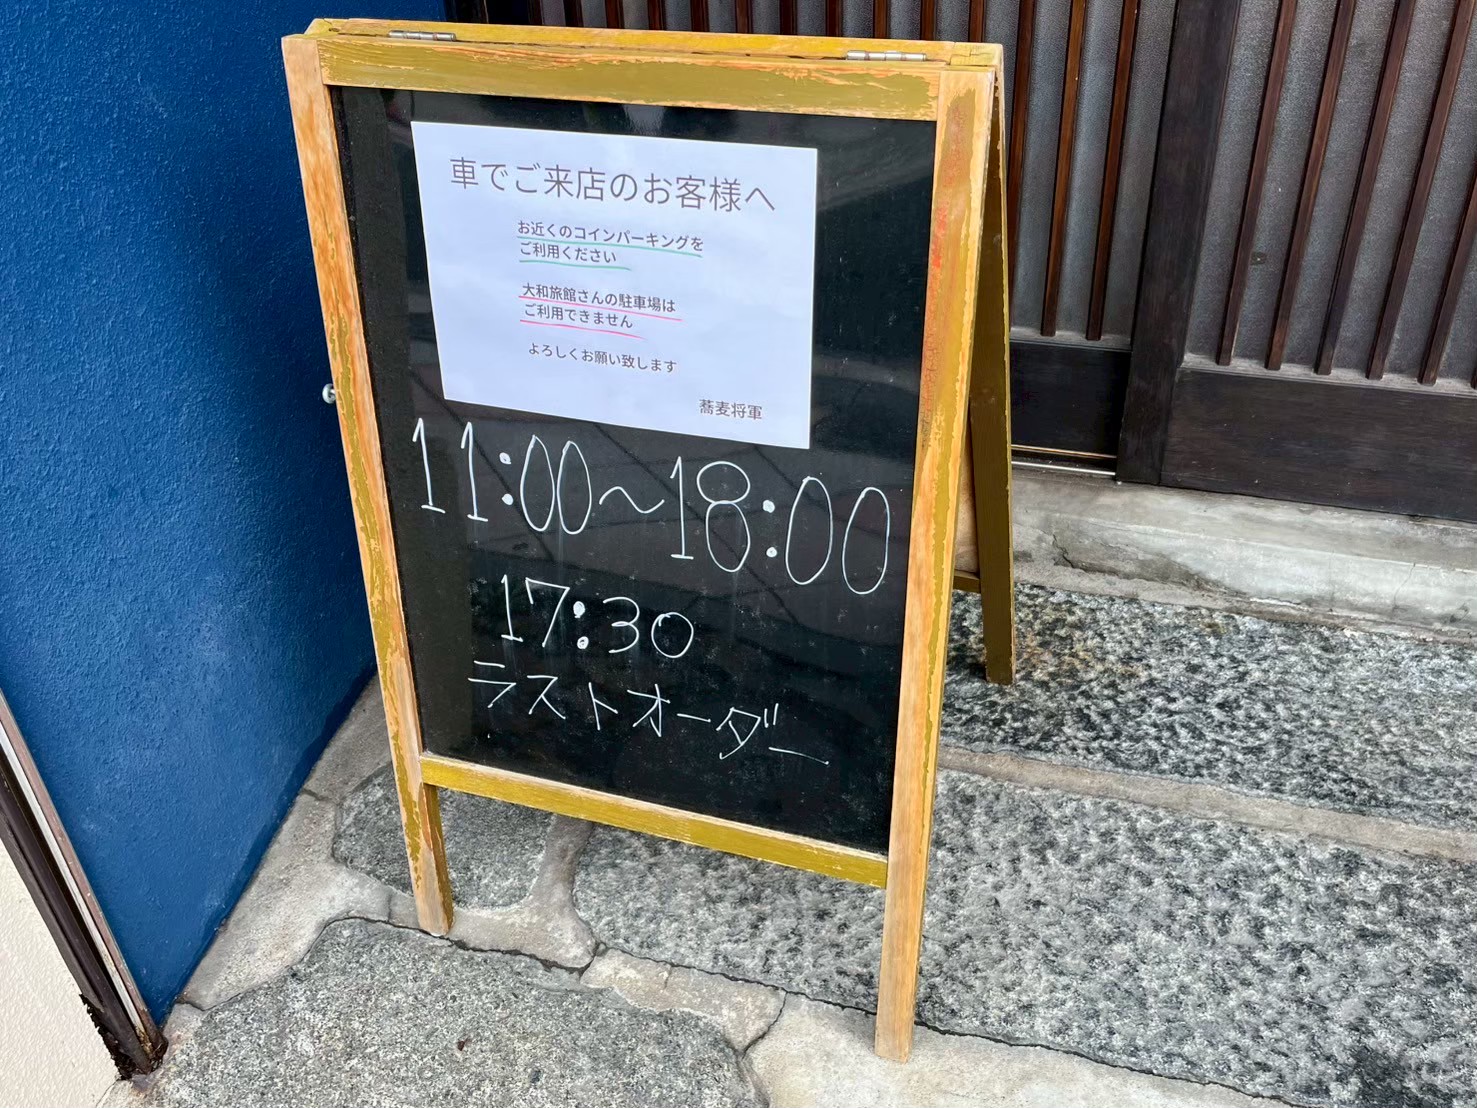 車でご来店のお客様へ
お近くのコインパーキングを
ご利用ください
大和旅館さんの駐車場は
ご利用できません
よろしくお願い致します
蕎麦将軍
11:00～18:00
17:30
ラストオーダー